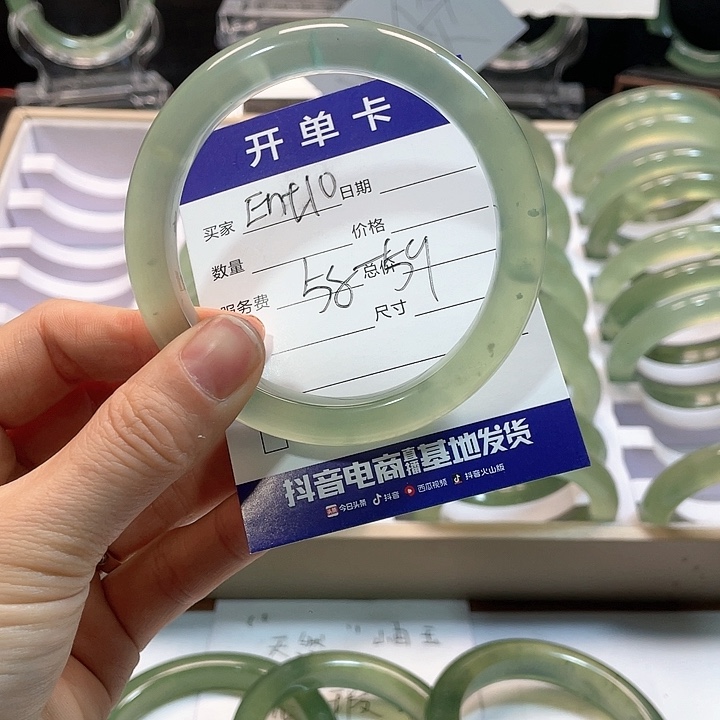 开单卡
买家 Entl0 日期
数量 价格
服务费 58-59 总价
尺寸
抖音电商直播基地发货
今日头条 抖音 西瓜视频 抖音火山版